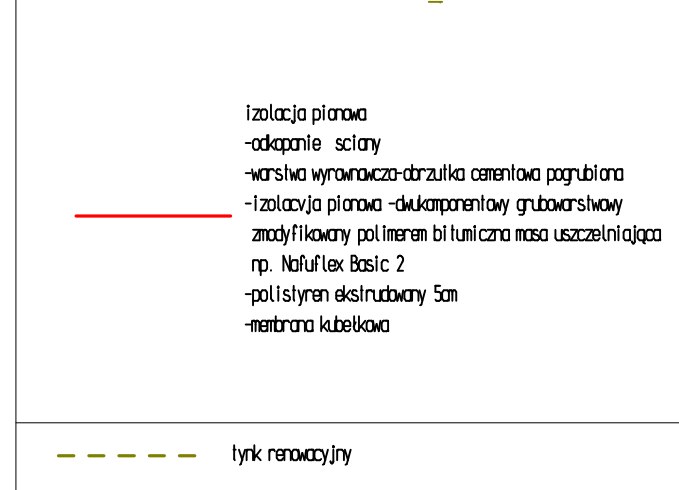 izolacja pionowa
-odkopanie sciany
-warstwa wyrownawcza-obrzutka cementowa pogrubiona
-izolacvja pionowa -dwukomponentowy grubowarstwowy
zmodyfikowany polimerem bitumiczna masa uszczelniająca
np. Nafuflex Basic 2
-polistyren ekstrudowany 5cm
-membrana kubełkowa
tynk renowacyjny